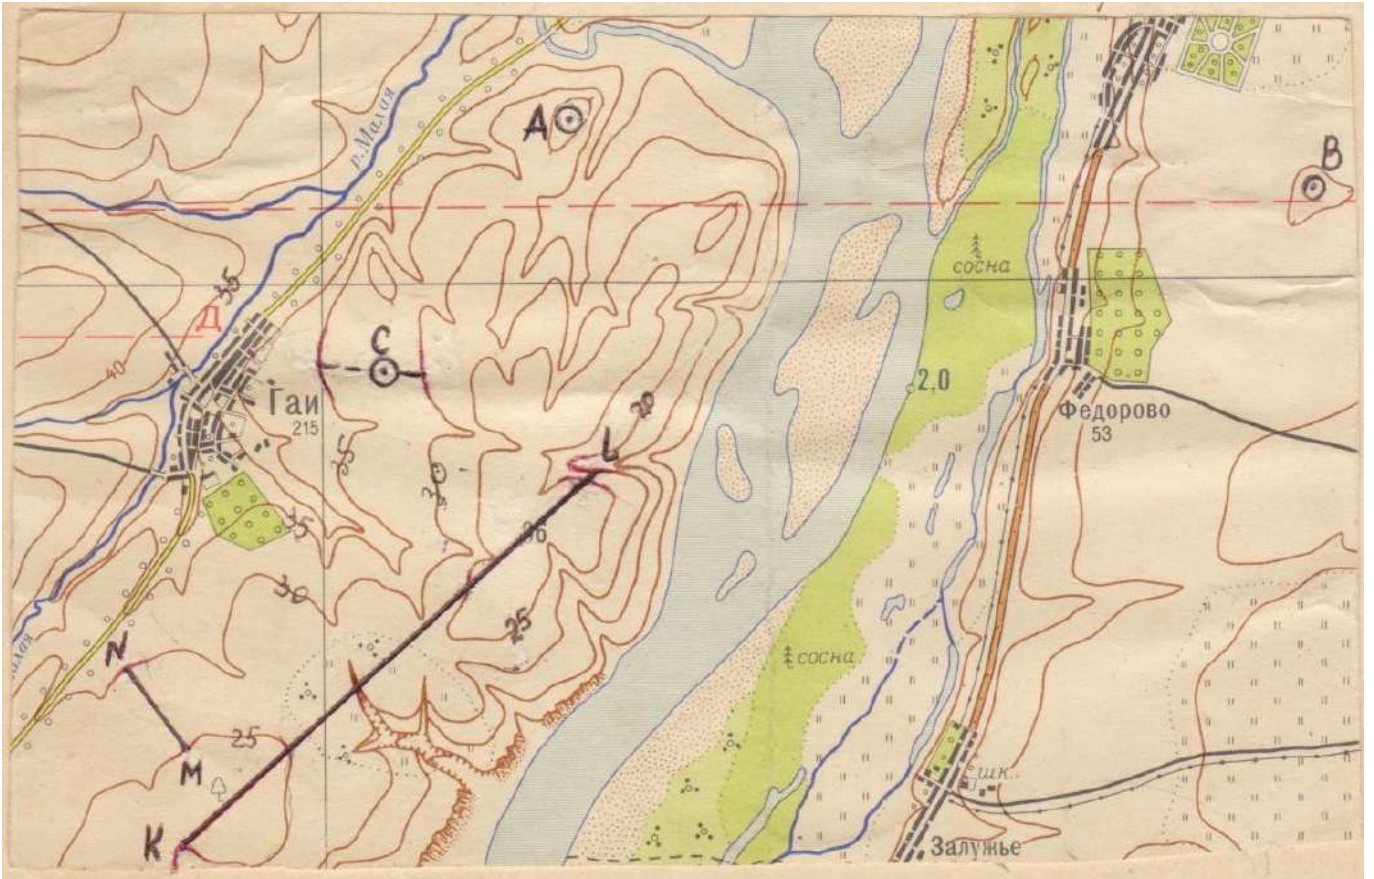 А
В
р. Малая
сосна
35
Д
С
40
2,0
Гаи
215
20
Федорово
53
L
35
30
35
30
25
N
сосна
25
М
шк.
К
Залужье